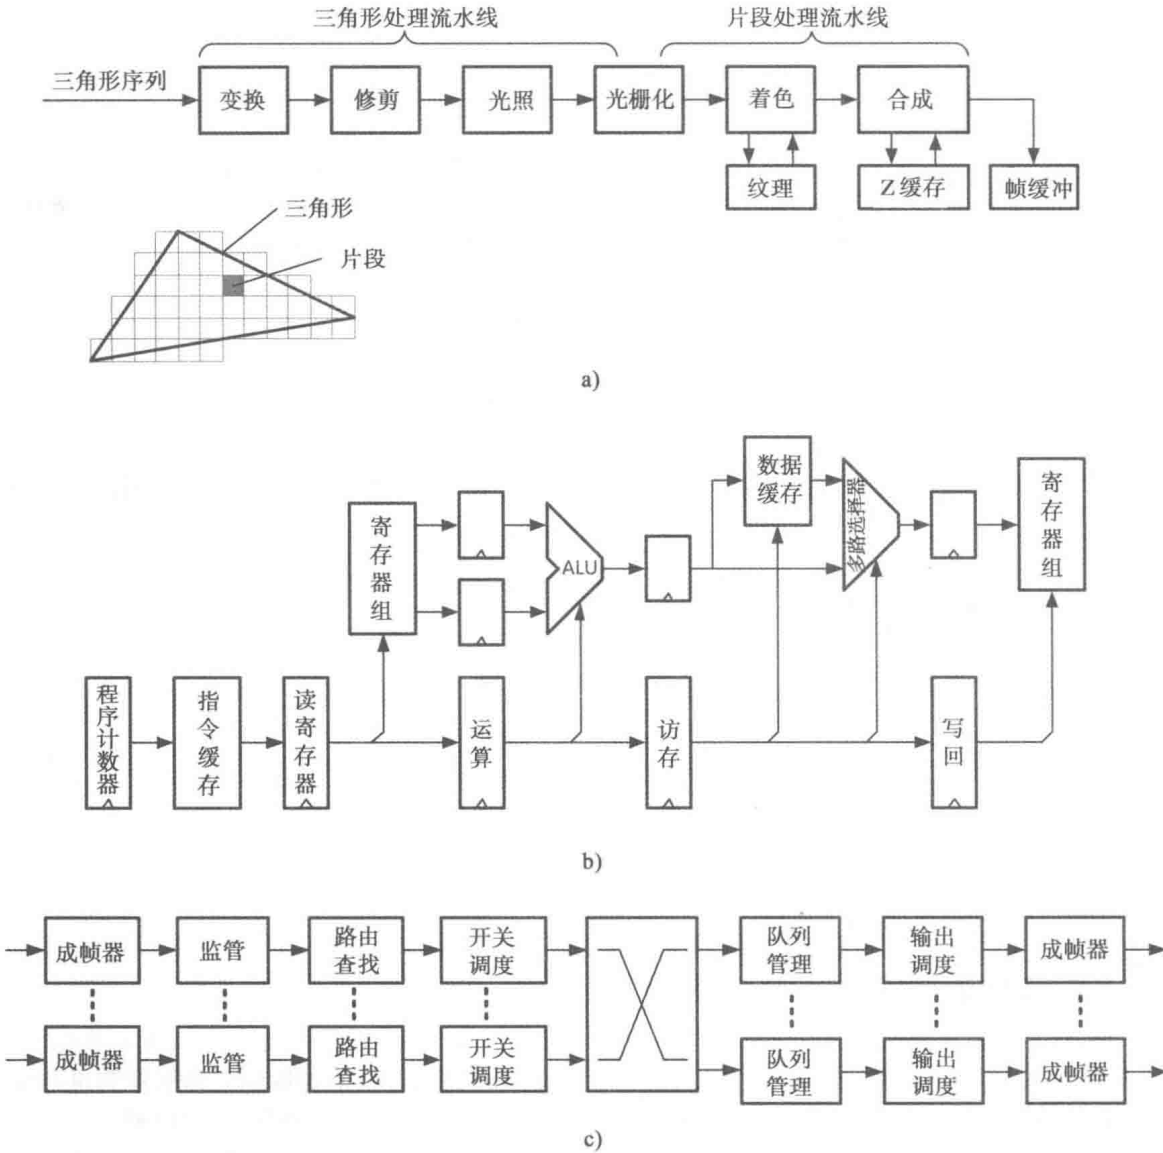 三角形处理流水线
片段处理流水线
三角形序列
变换
修剪
光照
光栅化
着色
合成
纹理
Z缓存
帧缓冲
三角形
片段
a)
数据
缓存
多路选择器
寄存器组
寄存器组
ALU
程序计数器
指令缓存
读寄存器
运算
访存
写回
b)
成帧器
监管
路由
查找
开关
调度
队列
管理
输出
调度
成帧器
成帧器
监管
路由
查找
开关
调度
队列
管理
输出
调度
成帧器
c)